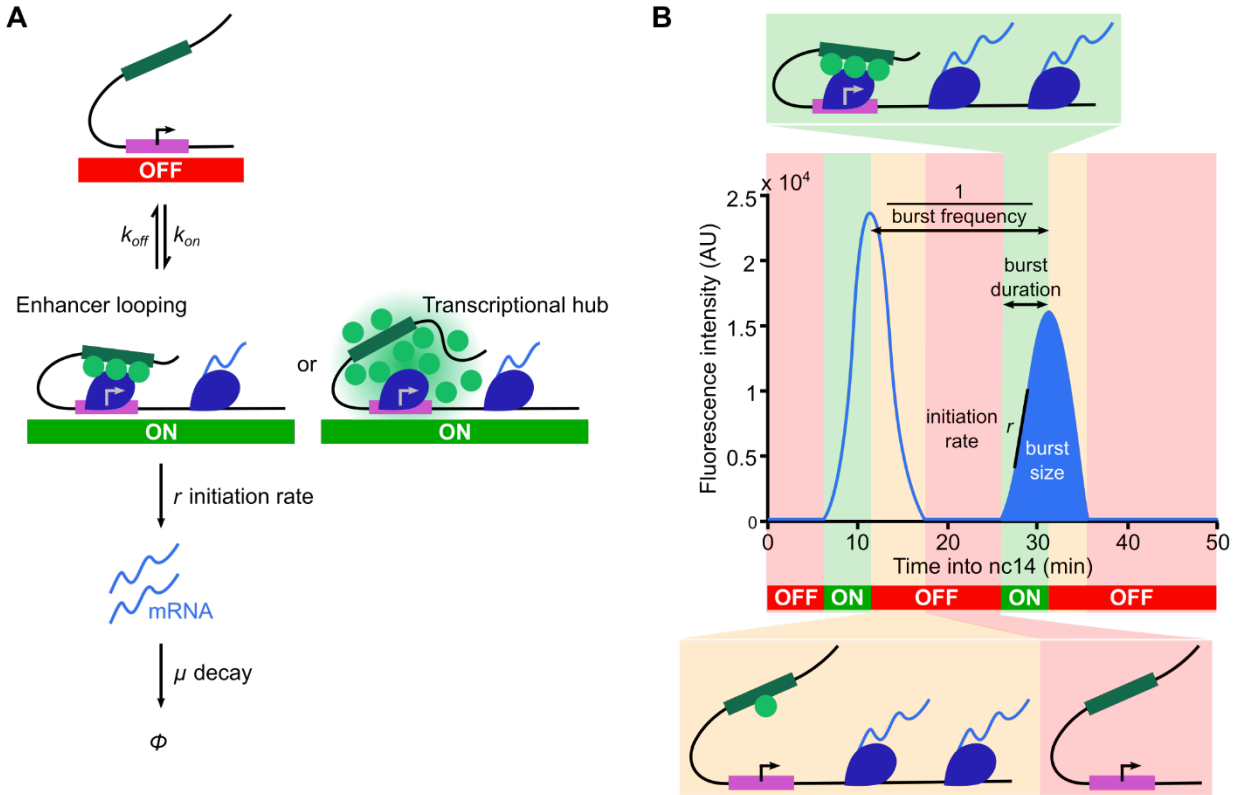 A
OFF
k_off k_on
Enhancer looping
Transcriptional hub
or
ON
ON
r initiation rate
mRNA
μ decay
Φ
B
x 10⁴
2.5
2
1.5
1
0.5
0
Fluorescence intensity (AU)
1
burst frequency
burst
duration
initiation
rate
r
burst
size
0 10 20 30 40 50
Time into nc14 (min)
OFF ON OFF ON OFF